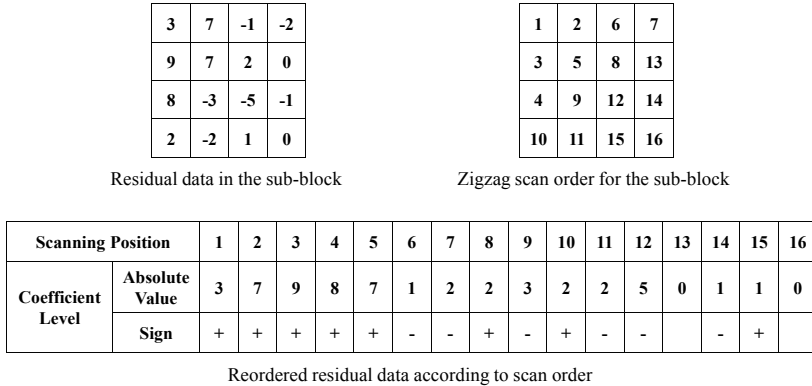 3 7 -1 -2
9 7 2 0
8 -3 -5 -1
2 -2 1 0
Residual data in the sub-block
1 2 6 7
3 5 8 13
4 9 12 14
10 11 15 16
Zigzag scan order for the sub-block
Scanning Position 1 2 3 4 5 6 7 8 9 10 11 12 13 14 15 16
Coefficient Level
Absolute Value 3 7 9 8 7 1 2 2 3 2 2 5 0 1 1 0
Sign + + + + + - - + - + - - - +
Reordered residual data according to scan order